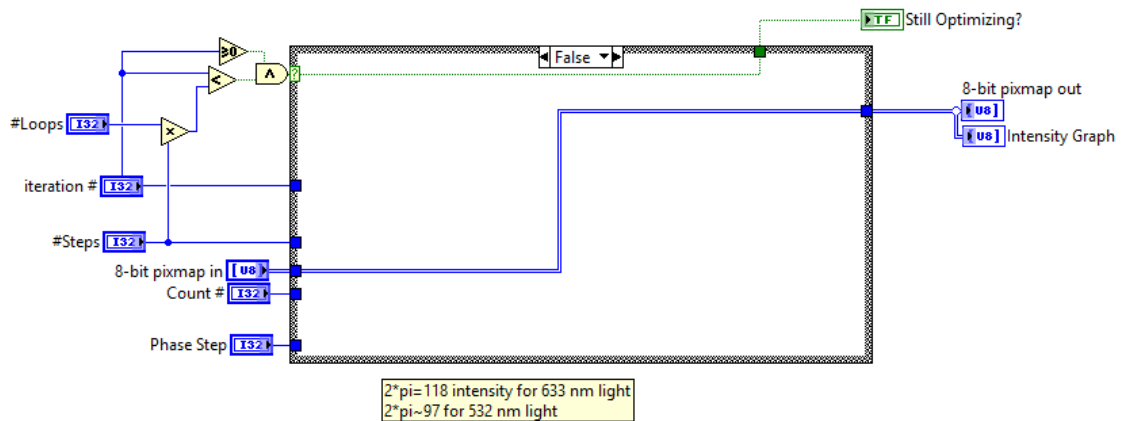 TF
Still Optimizing?
≥0
False
<
∧
?
8-bit pixmap out
U8]
#Loops
I32
×
U8]
Intensity Graph
iteration #
I32
#Steps
I32
8-bit pixmap in
[U8
Count #
I32
Phase Step
I32
2*pi=118 intensity for 633 nm light
2*pi~97 for 532 nm light